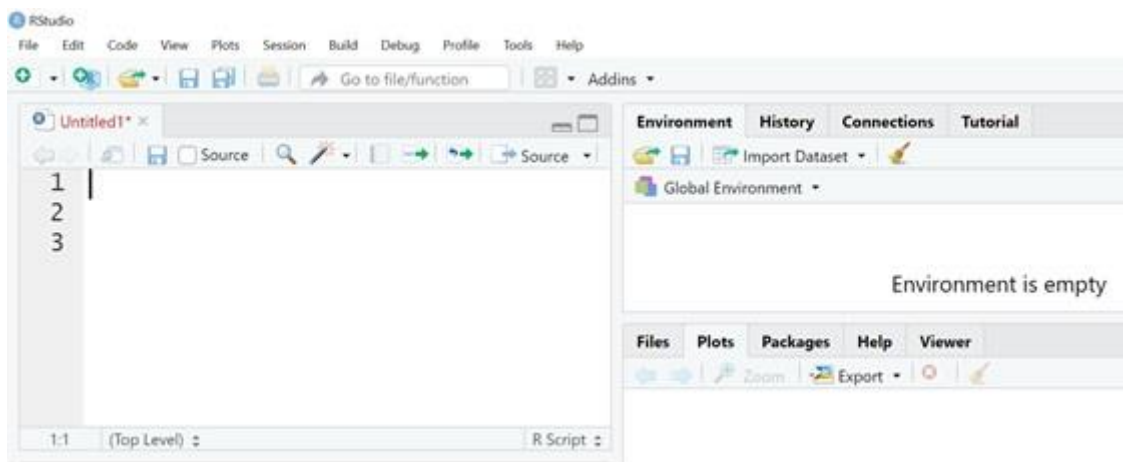 RStudio
File Edit Code View Plots Session Build Debug Profile Tools Help
Go to file/function Addins
Untitled1*
Source Source
1
2
3
1:1 (Top Level) R Script
Environment History Connections Tutorial
Import Dataset
Global Environment
Environment is empty
Files Plots Packages Help Viewer
Zoom Export